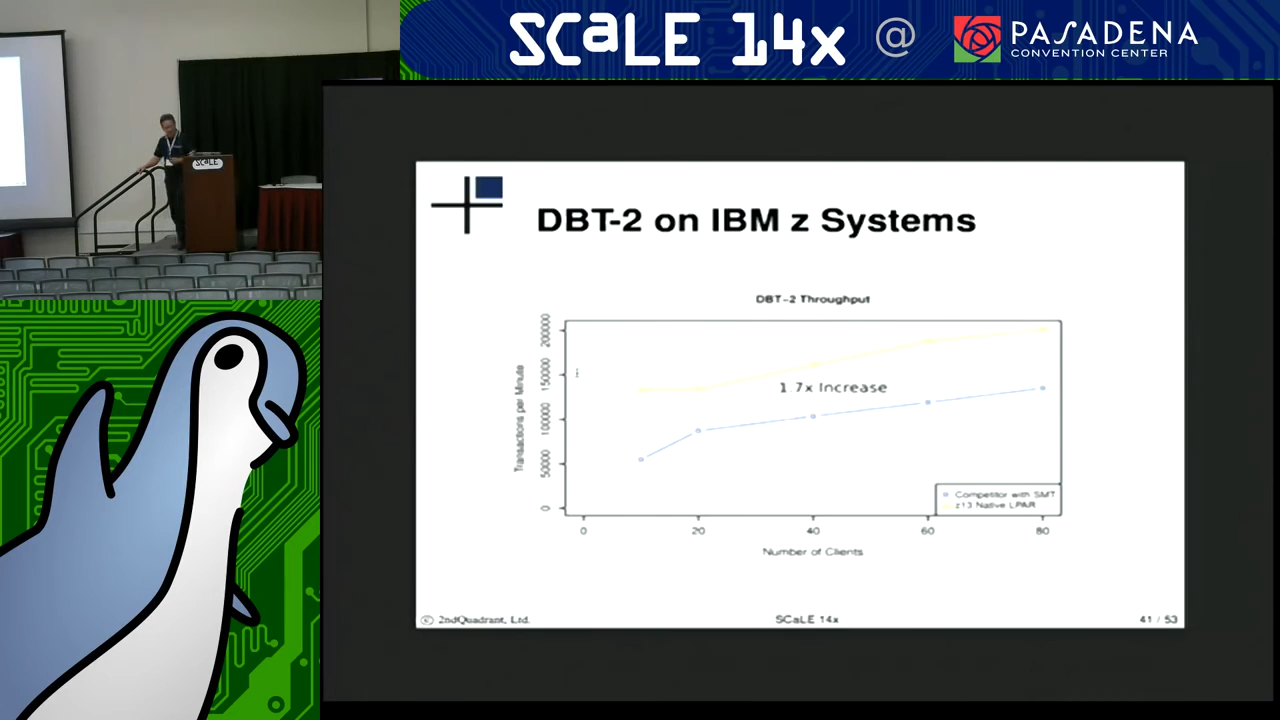 SCaLE 14x @ PASADENA
CONVENTION CENTER
SCaLE
DBT-2 on IBM z Systems
DBT-2 Throughput
Transactions per Minute
200000
150000
100000
50000
0
1.7x Increase
Competitor with SMT
z13 Native LPAR
0 20 40 60 80
Number of Clients
© 2ndQuadrant, Ltd. SCaLE 14x 41 / 53